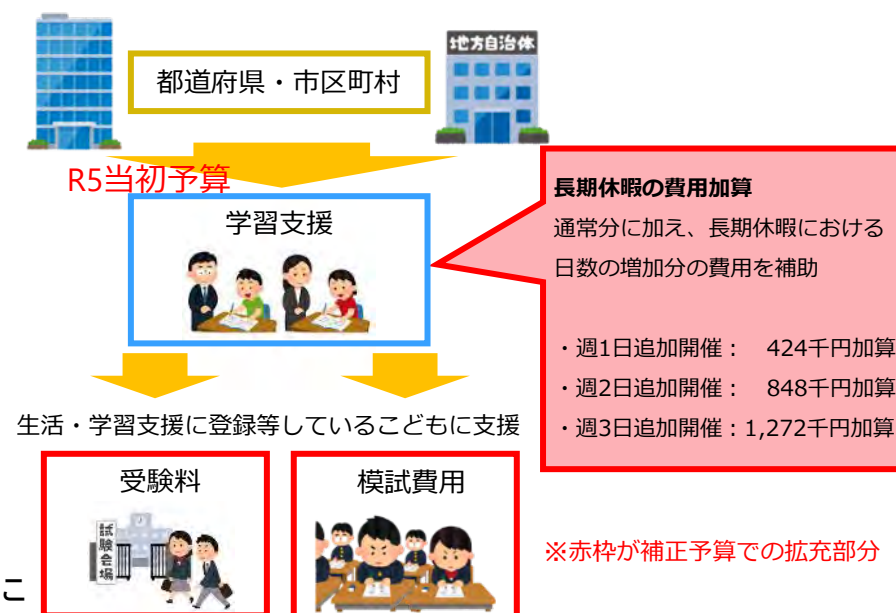 地方自治体
都道府県・市区町村
R5当初予算
学習支援
長期休暇の費用加算
通常分に加え、長期休暇における
日数の増加分の費用を補助
・週1日追加開催: 424千円加算
・週2日追加開催: 848千円加算
・週3日追加開催:1,272千円加算
生活・学習支援に登録等しているこどもに支援
受験料
模試費用
試験会場
※赤枠が補正予算での拡充部分
こ